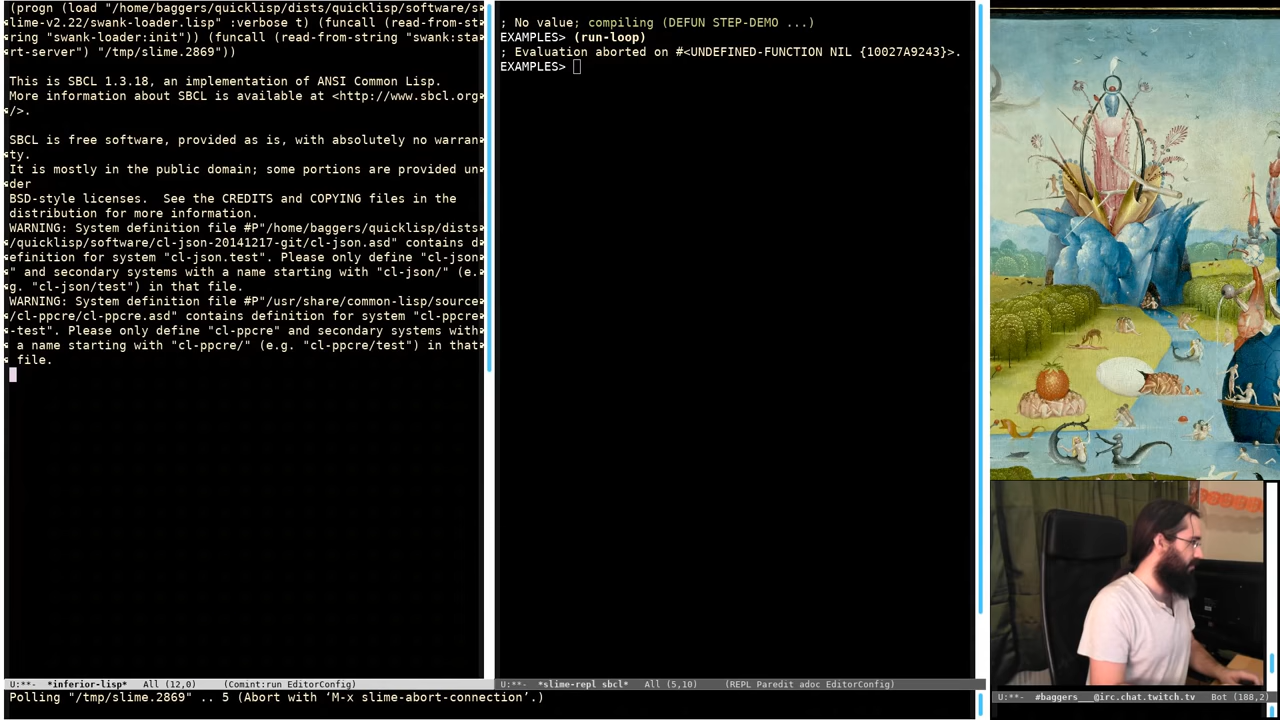 (progn (load "/home/baggers/quicklisp/dists/quicklisp/software/s
lime-v2.22/swank-loader.lisp" :verbose t) (funcall (read-from-st
ring "swank-loader:init")) (funcall (read-from-string "swank:sta
rt-server") "/tmp/slime.2869"))
This is SBCL 1.3.18, an implementation of ANSI Common Lisp.
More information about SBCL is available at <http://www.sbcl.org
/>.
SBCL is free software, provided as is, with absolutely no warran
ty.
It is mostly in the public domain; some portions are provided un
der
BSD-style licenses.  See the CREDITS and COPYING files in the
distribution for more information.
WARNING: System definition file #P"/home/baggers/quicklisp/dists
/quicklisp/software/cl-json-20141217-git/cl-json.asd" contains d
efinition for system "cl-json.test". Please only define "cl-json
" and secondary systems with a name starting with "cl-json/" (e.
g. "cl-json/test") in that file.
WARNING: System definition file #P"/usr/share/common-lisp/source
/cl-ppcre/cl-ppcre.asd" contains definition for system "cl-ppcre
-test". Please only define "cl-ppcre" and secondary systems with
 a name starting with "cl-ppcre/" (e.g. "cl-ppcre/test") in that
 file.
U:**-  *inferior-lisp*   All (12,0)     (Comint:run EditorConfig)
Polling "/tmp/slime.2869" .. 5 (Abort with ‘M-x slime-abort-connection’.)
; No value; compiling (DEFUN STEP-DEMO ...)
EXAMPLES> (run-loop)
; Evaluation aborted on #<UNDEFINED-FUNCTION NIL {10027A9243}>.
EXAMPLES>
U:**-  *slime-repl sbcl*   All (5,10)     (REPL Paredit adoc EditorConfig)
U:**-  #baggers___@irc.chat.twitch.tv   Bot (188,2)